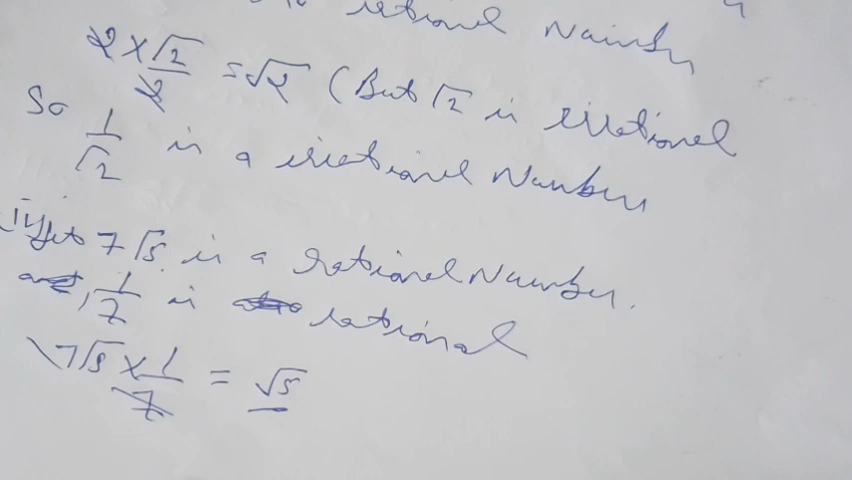 rational Number
2 × √2/2 = √2 (But √2 is irrational
So 1/√2 is a irrational Number
ii) let 7√5 is a rational Number.
, 1/7 is rational
7√5 × 1/7 = √5